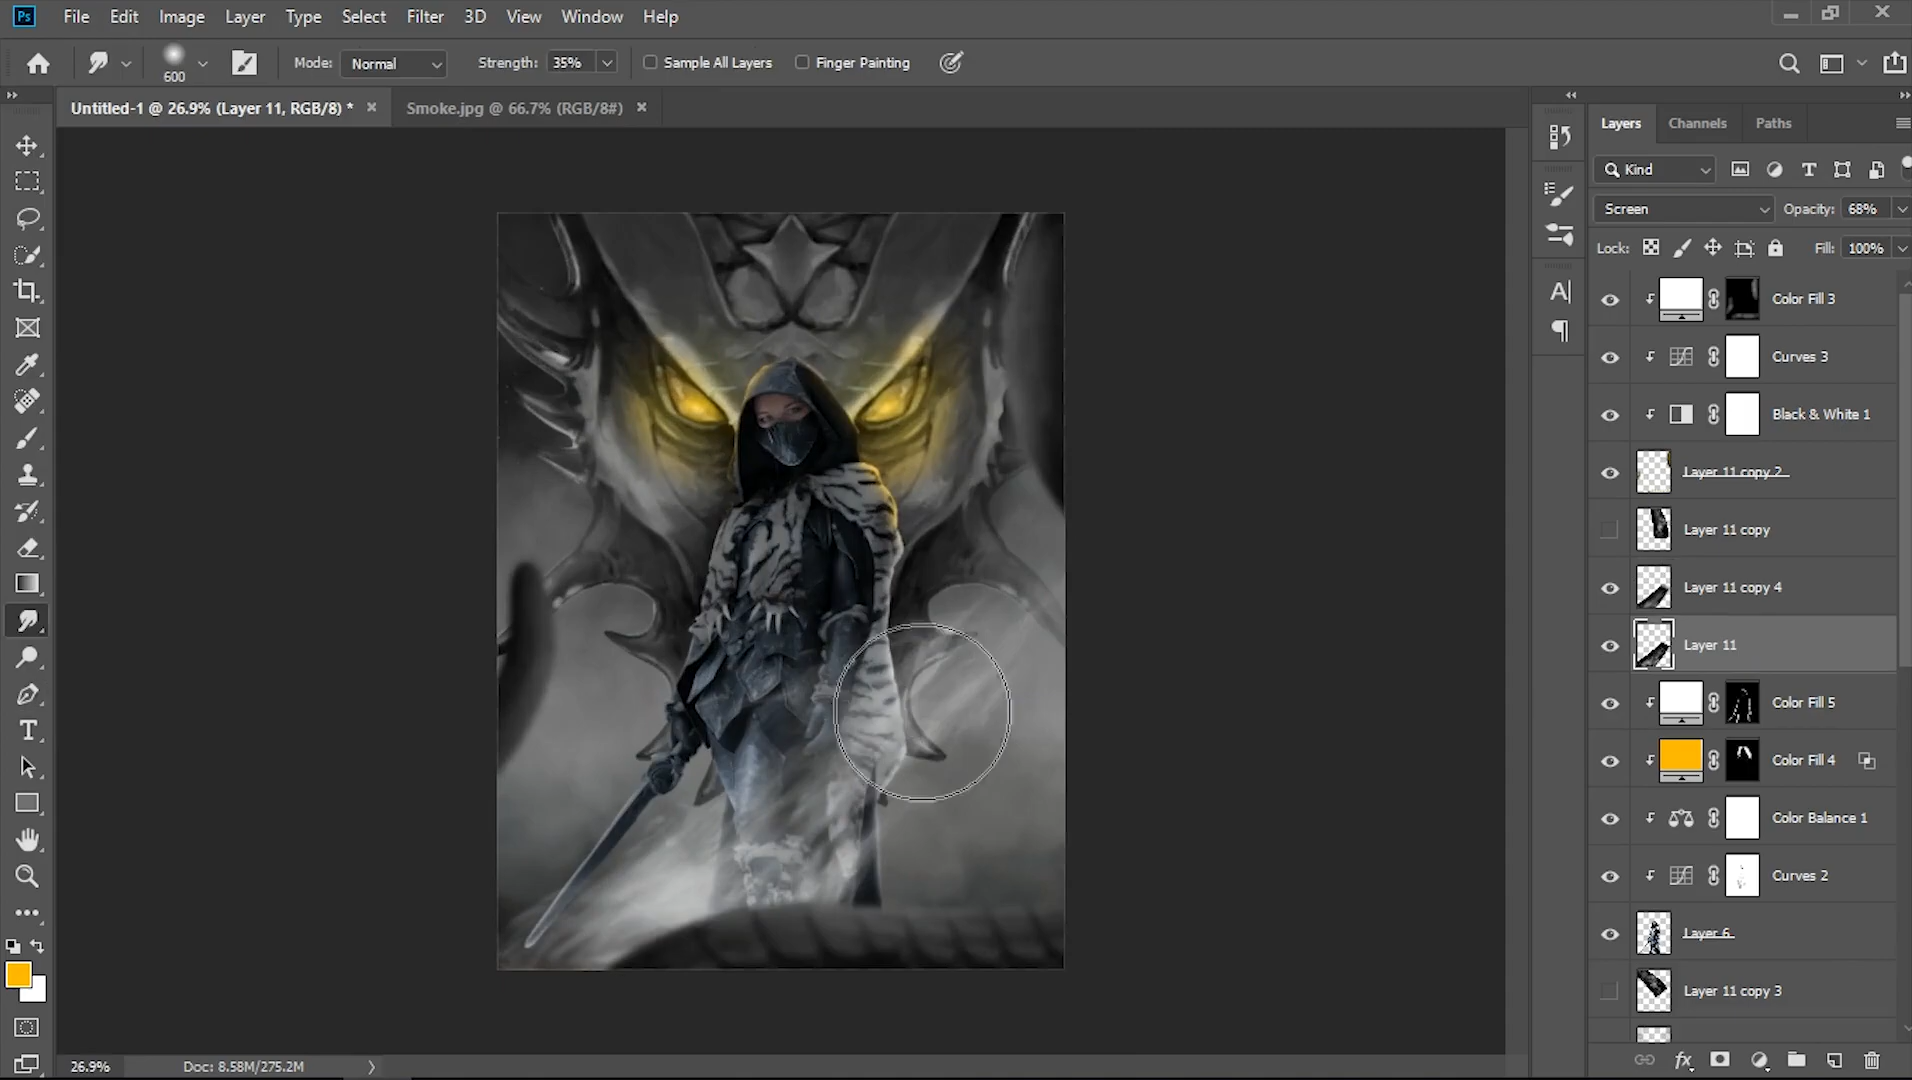 Ps File Edit Image Layer Type Select Filter 3D View Window Help
600 Mode: Normal Strength: 35% Sample All Layers Finger Painting
Untitled-1 @ 26.9% (Layer 11, RGB/8) * × Smoke.jpg @ 66.7% (RGB/8#) ×
Layers Channels Paths
Kind
Screen Opacity: 68%
Lock: Fill: 100%
Color Fill 3
Curves 3
Black & White 1
Layer 11 copy 2
Layer 11 copy
Layer 11 copy 4
Layer 11
Color Fill 5
Color Fill 4
Color Balance 1
Curves 2
Layer 6
Layer 11 copy 3
26.9% Doc: 8.58M/275.2M